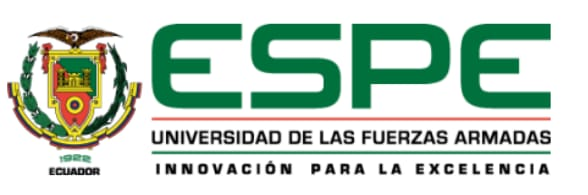 ESPE
UNIVERSIDAD DE LAS FUERZAS ARMADAS
INNOVACIÓN PARA LA EXCELENCIA
1922
ECUADOR